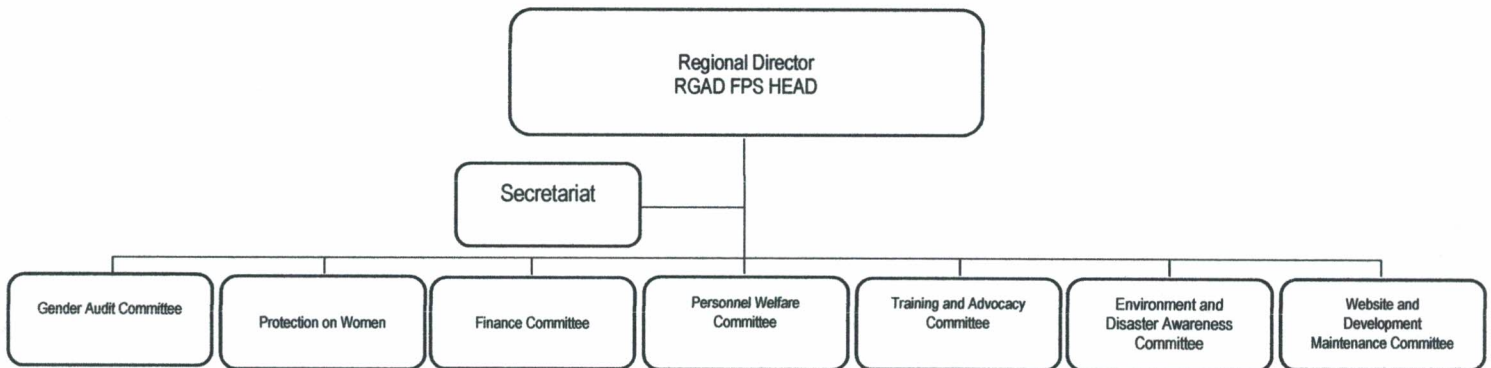 Regional Director
RGAD FPS HEAD
Secretariat
Gender Audit Committee
Protection on Women
Finance Committee
Personnel Welfare
Committee
Training and Advocacy
Committee
Environment and
Disaster Awareness
Committee
Website and
Development
Maintenance Committee